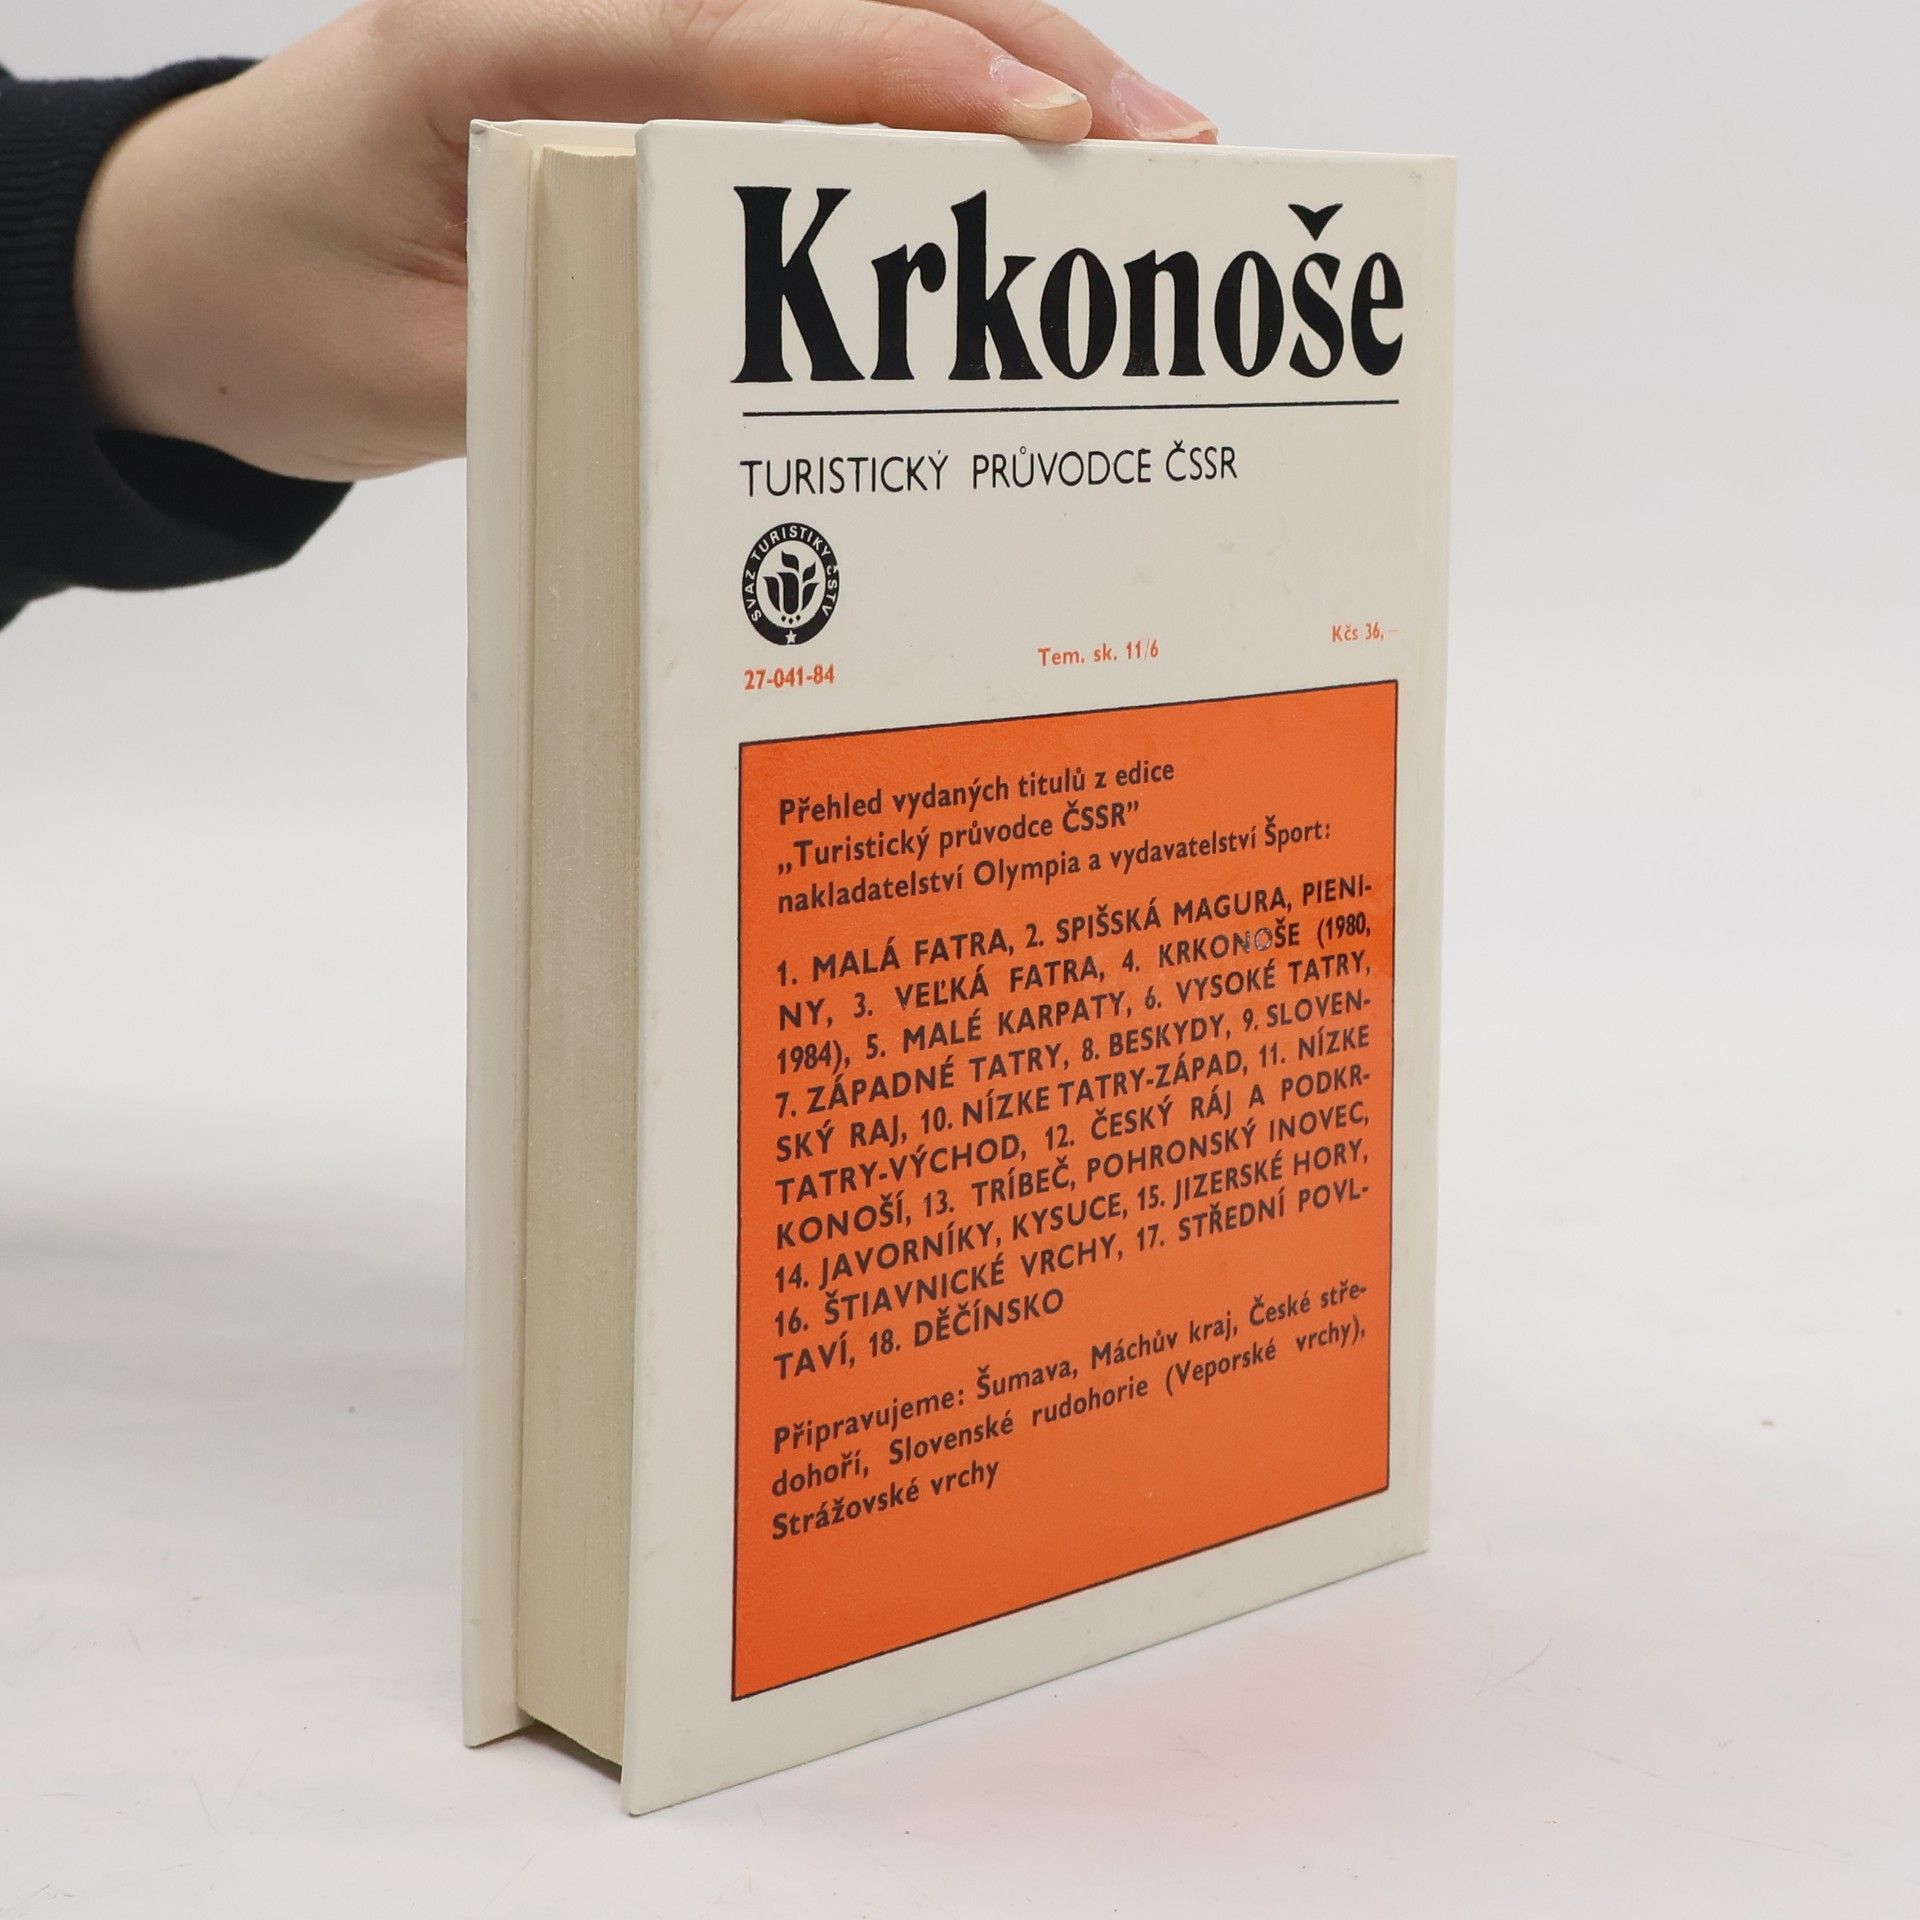 Krkonoše
TURISTICKÝ PRŮVODCE ČSSR
SVAZ TURISTIKY ČSTV
27-041-84
Tem. sk. 11/6
Kčs 36,–
Přehled vydaných titulů z edice
„Turistický průvodce ČSSR”
nakladatelství Olympia a vydavatelství Šport:
1. MALÁ FATRA, 2. SPIŠSKÁ MAGURA, PIENI-
NY, 3. VEĽKÁ FATRA, 4. KRKONOŠE (1980,
1984), 5. MALÉ KARPATY, 6. VYSOKÉ TATRY,
7. ZÁPADNÉ TATRY, 8. BESKYDY, 9. SLOVEN-
SKÝ RAJ, 10. NÍZKE TATRY-ZÁPAD, 11. NÍZKE
TATRY-VÝCHOD, 12. ČESKÝ RÁJ A PODKR-
KONOŠÍ, 13. TRÍBEČ, POHRONSKÝ INOVEC,
14. JAVORNÍKY, KYSUCE, 15. JIZERSKÉ HORY,
16. ŠTIAVNICKÉ VRCHY, 17. STŘEDNÍ POVL-
TAVÍ, 18. DĚČÍNSKO
Připravujeme: Šumava, Máchův kraj, České stře-
dohoří, Slovenské rudohorie (Veporské vrchy),
Strážovské vrchy